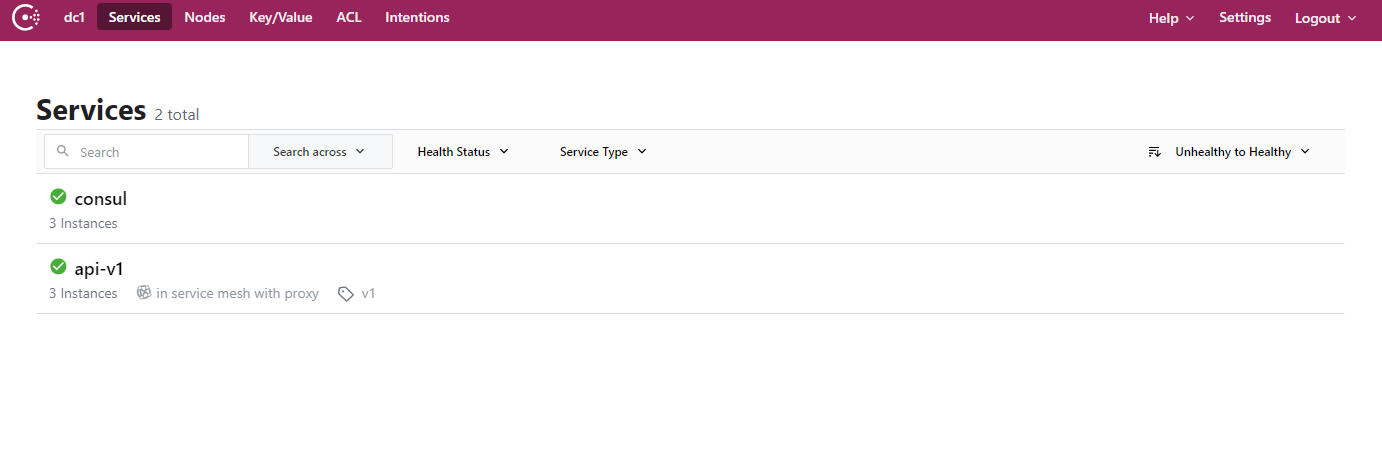 dc1 Services Nodes Key/Value ACL Intentions Help Settings Logout
Services 2 total
Search Search across Health Status Service Type Unhealthy to Healthy
consul
3 Instances
api-v1
3 Instances in service mesh with proxy v1